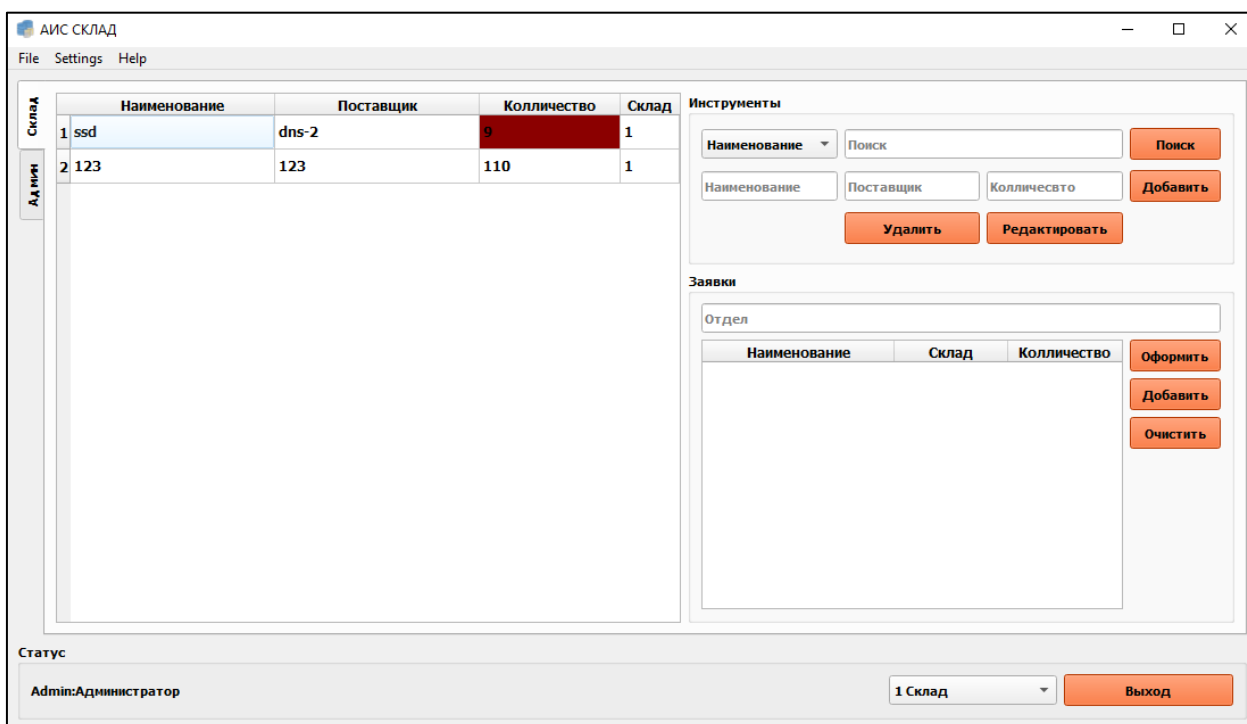 АИС СКЛАД
File Settings Help
Склад
Админ
Наименование Поставщик Колличество Склад
1 ssd dns-2 9 1
2 123 123 110 1
Инструменты
Наименование Поиск Поиск
Наименование Поставщик Колличесвто Добавить
Удалить Редактировать
Заявки
Отдел
Наименование Склад Колличество
Оформить
Добавить
Очистить
Статус
Admin:Администратор 1 Склад Выход